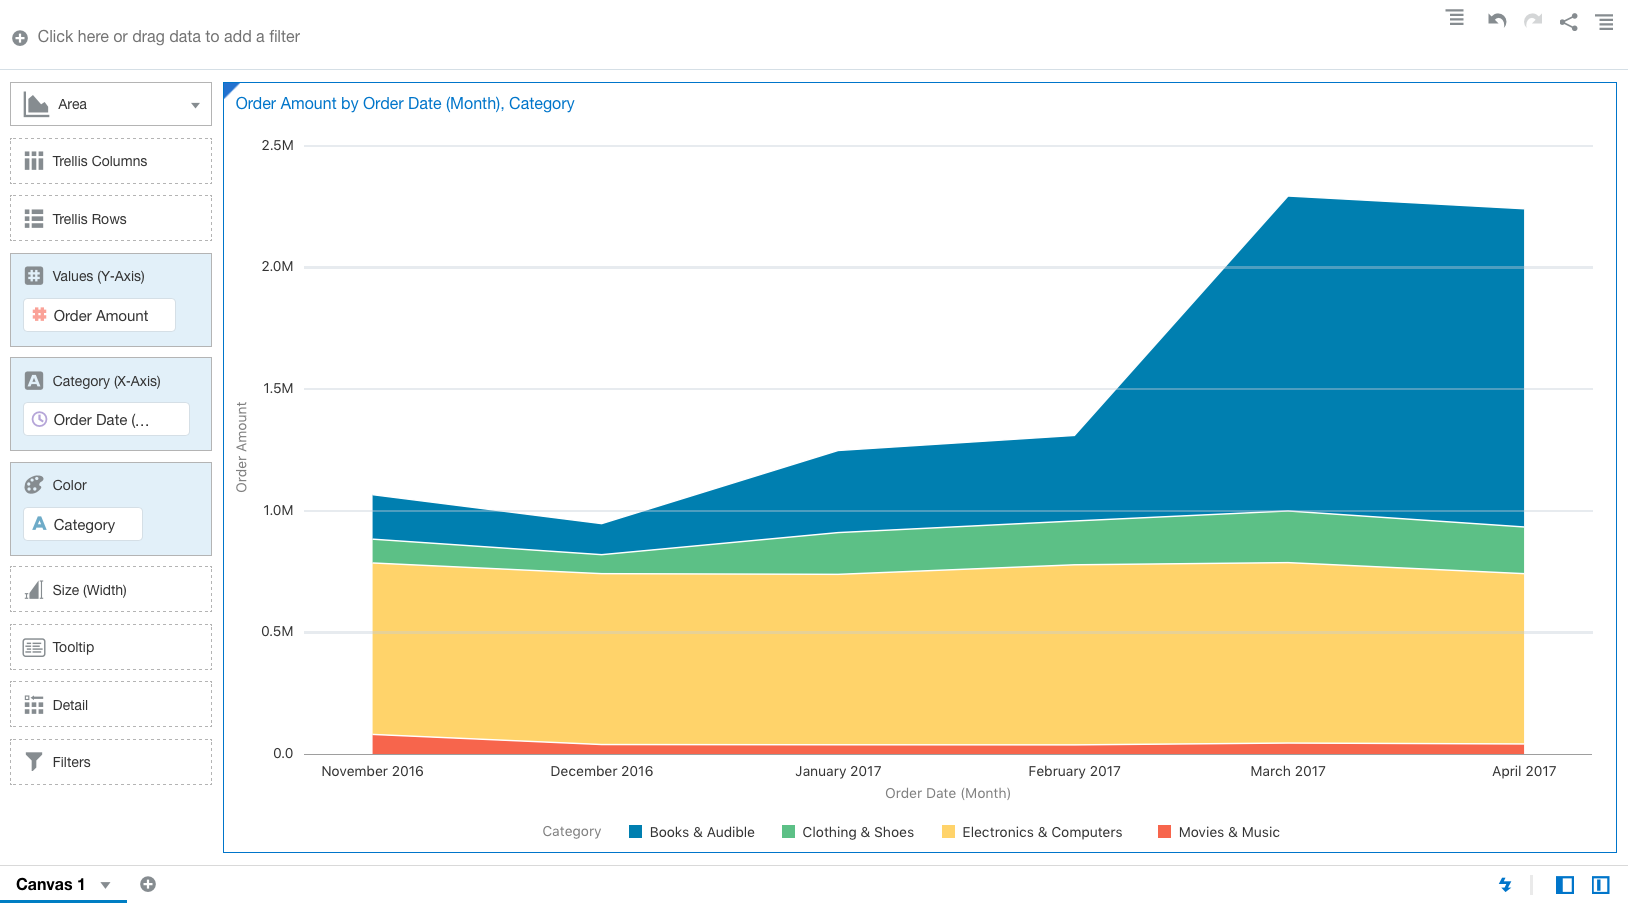 Click here or drag data to add a filter
Area
Trellis Columns
Trellis Rows
Values (Y-Axis)
Order Amount
Category (X-Axis)
Order Date (...
Color
A Category
Size (Width)
Tooltip
Detail
Filters
Order Amount by Order Date (Month), Category
2.5M
2.0M
1.5M
1.0M
0.5M
0.0
Order Amount
November 2016 December 2016 January 2017 February 2017 March 2017 April 2017
Order Date (Month)
Category Books & Audible Clothing & Shoes Electronics & Computers Movies & Music
Canvas 1